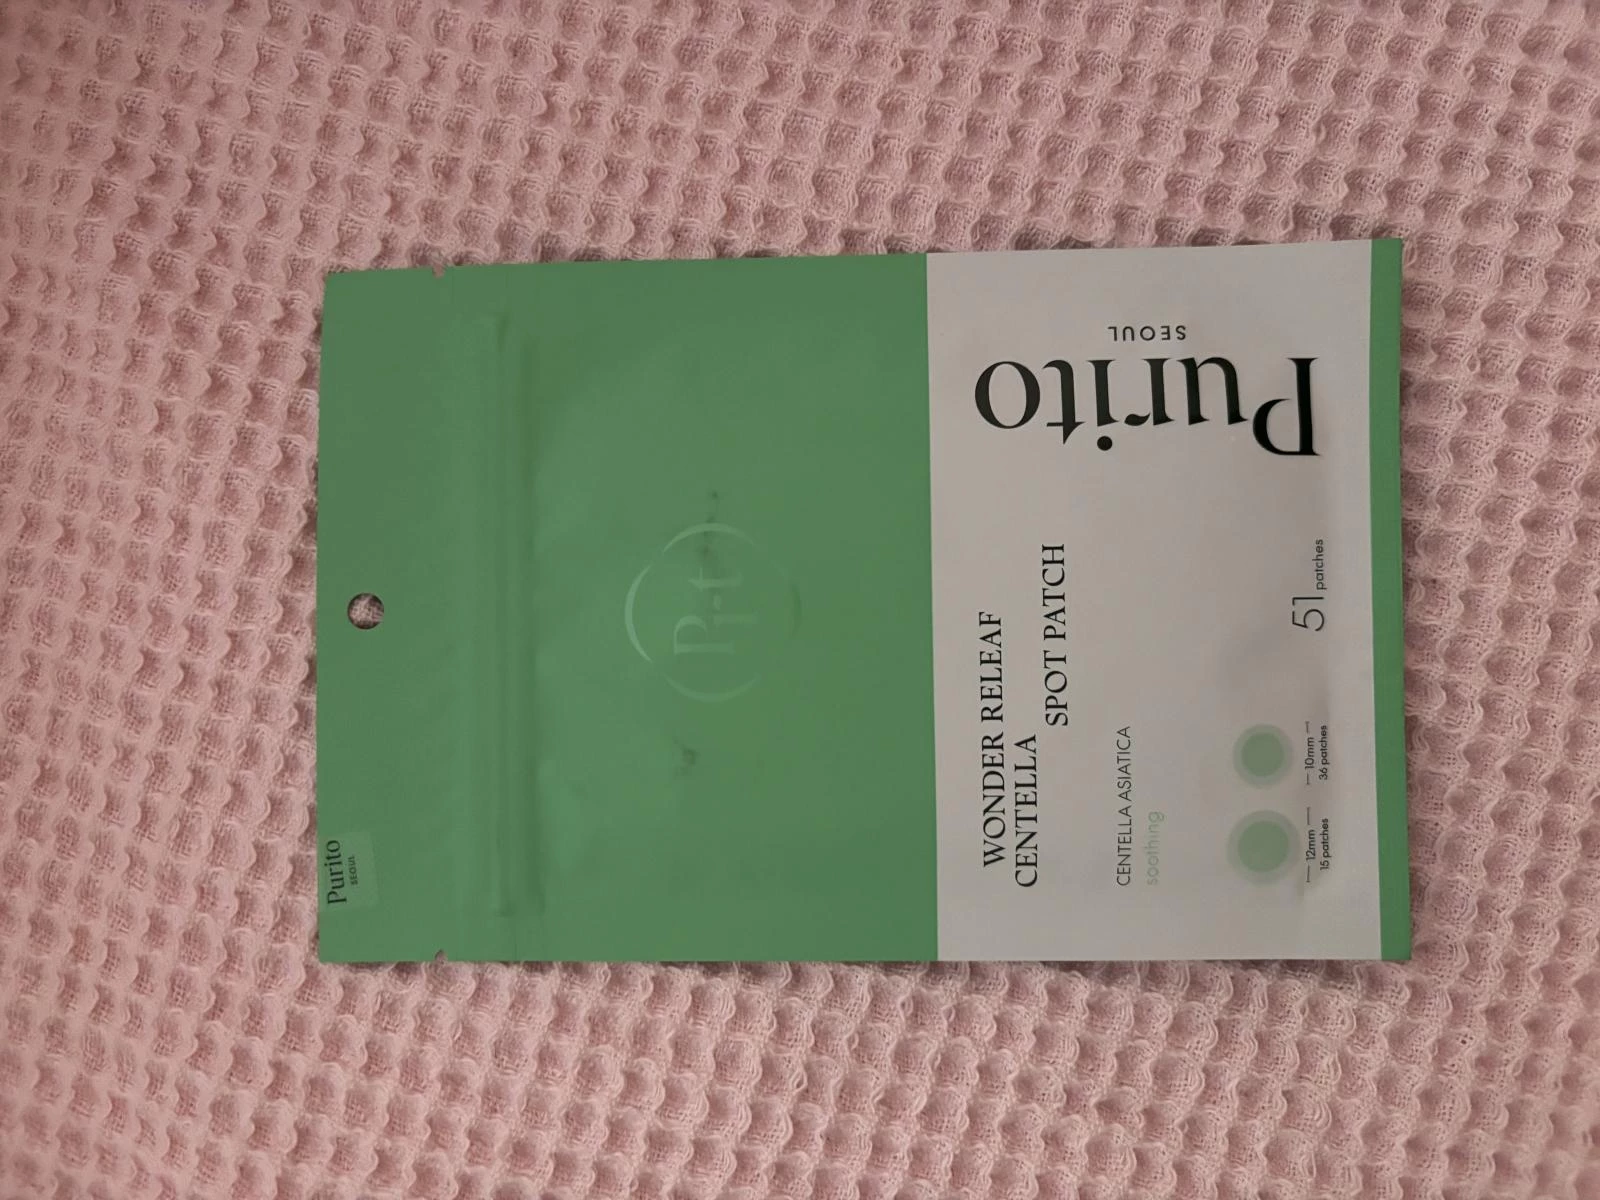 Purito
SEOUL
Prt
Purito
SEOUL
WONDER RELEAF
CENTELLA
SPOT PATCH
CENTELLA ASIATICA
soothing
12mm
15 patches
10mm
36 patches
51 patches